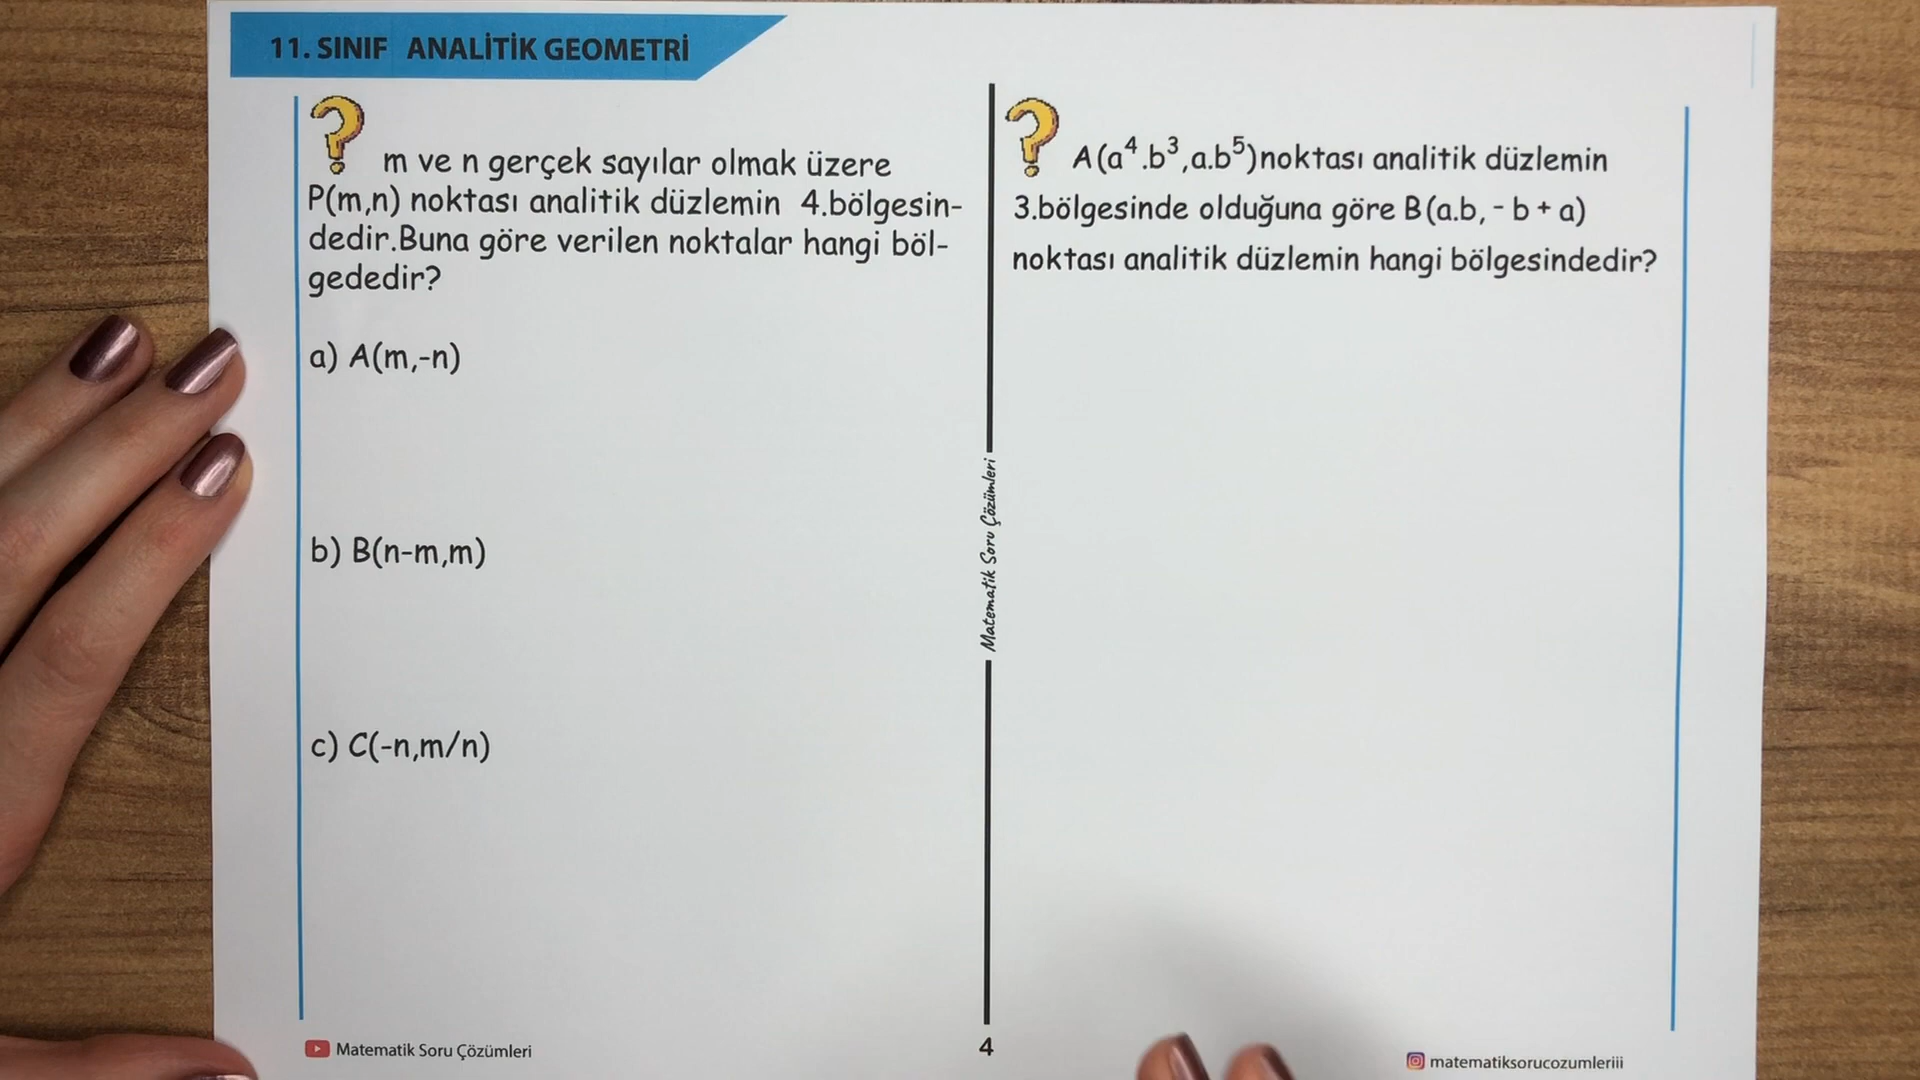 11. SINIF ANALİTİK GEOMETRİ
m ve n gerçek sayılar olmak üzere
P(m,n) noktası analitik düzlemin 4.bölgesin-
dedir.Buna göre verilen noktalar hangi böl-
gededir?
a) A(m,-n)
b) B(n-m,m)
c) C(-n,m/n)
Matematik Soru Çözümleri
A(a⁴.b³,a.b⁵)noktası analitik düzlemin
3.bölgesinde olduğuna göre B(a.b, - b + a)
noktası analitik düzlemin hangi bölgesindedir?
Matematik Soru Çözümleri
4
matematiksorucozumleriii